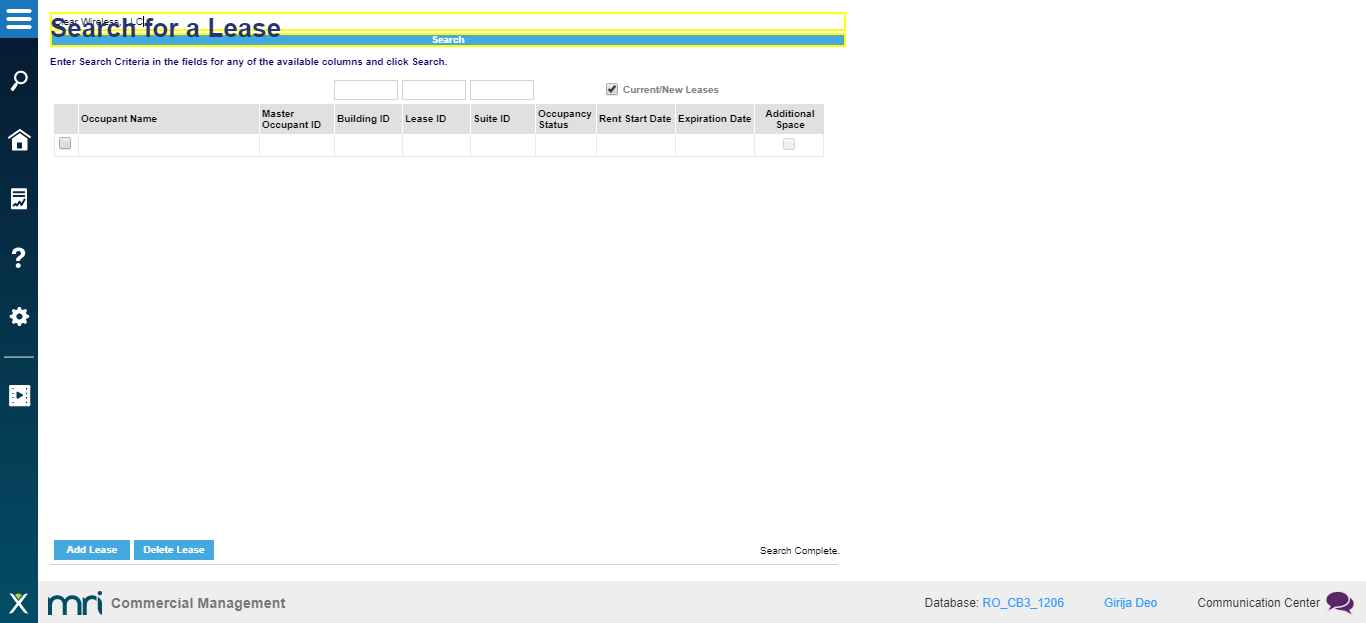 Clear Wireless, LLC
Search for a Lease
Search
Enter Search Criteria in the fields for any of the available columns and click Search.
Current/New Leases
Occupant Name
Master Occupant ID
Building ID
Lease ID
Suite ID
Occupancy Status
Rent Start Date
Expiration Date
Additional Space
Add Lease
Delete Lease
Search Complete.
mri Commercial Management
Database: RO_CB3_1206
Girija Deo
Communication Center